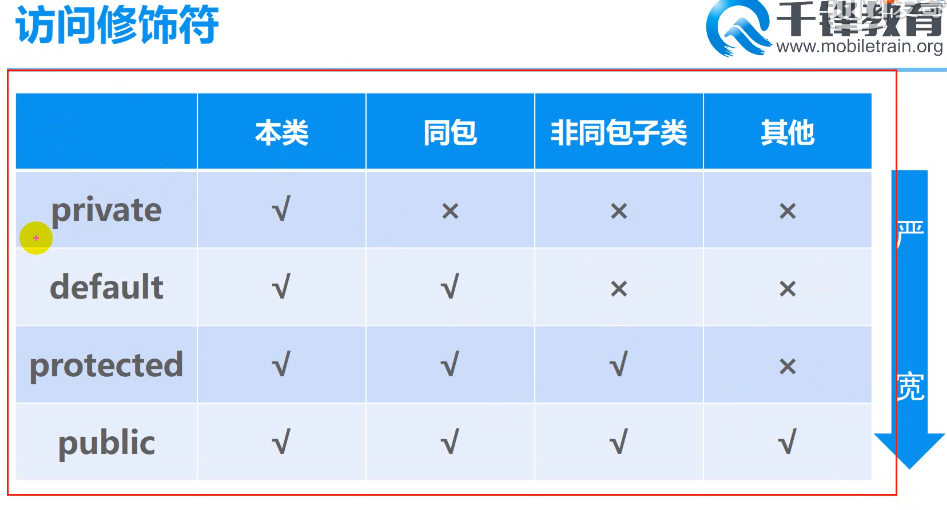 访问修饰符
千锋教育
www.mobiletrain.org
本类 同包 非同包子类 其他
private √ × × ×
default √ √ × ×
protected √ √ √ ×
public √ √ √ √
严
宽